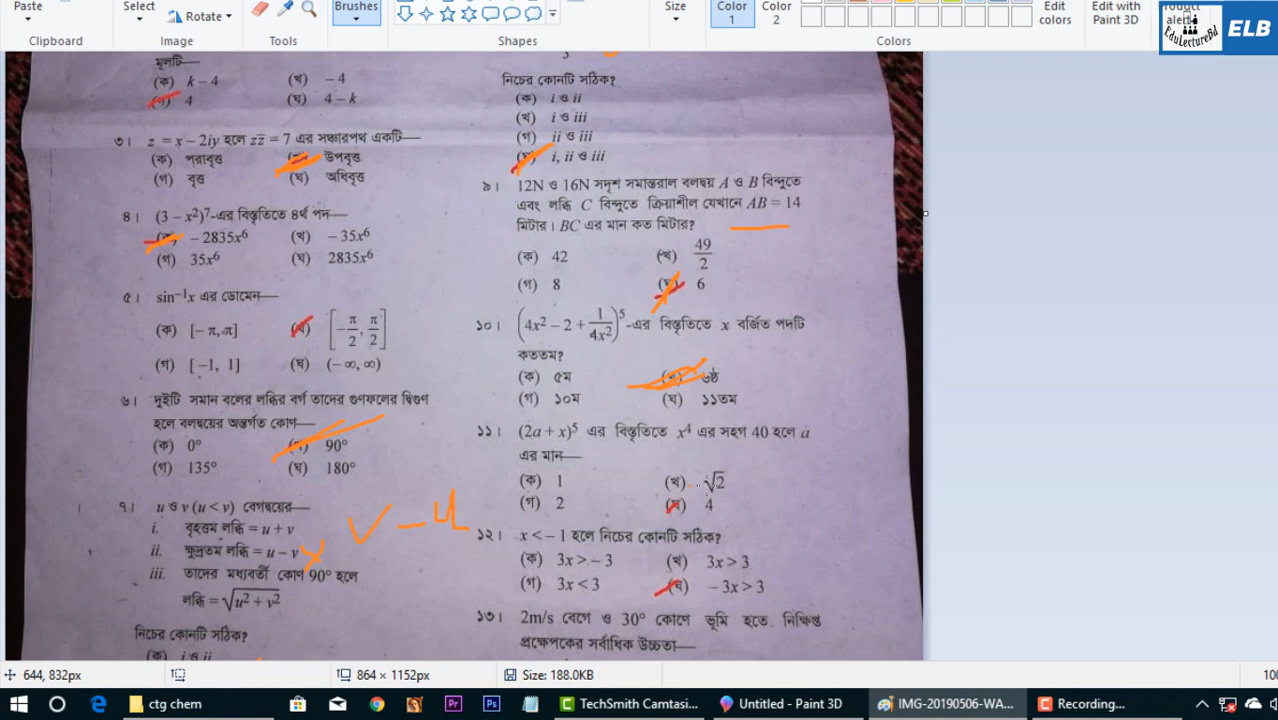 Paste
Select
Rotate
Brushes
Size
Color
1
Color
2
Edit
colors
Edit with
Paint 3D
alert
EduLectureBd
ELB
Clipboard
Image
Tools
Shapes
Colors
মূলটি—
(ক) k – 4 (খ) – 4
4 (ঘ) 4 – k
৩। z = x – 2iy হলে zz̅ = 7 এর সঞ্চারপথ একটি—
(ক) পরাবৃত্ত উপবৃত্ত
(গ) বৃত্ত (ঘ) অধিবৃত্ত
৪। (3 – x²)⁷-এর বিস্তৃতিতে ৪র্থ পদ—
– 2835x⁶ (খ) – 35x⁶
(গ) 35x⁶ (ঘ) 2835x⁶
৫। sin⁻¹x এর ডোমেন—
(ক) [– π, π] (খ) [–π/2, π/2]
(গ) [–1, 1] (ঘ) (– ∞, ∞)
৬। দুইটি সমান বলের লব্ধির বর্গ তাদের গুণফলের দ্বিগুণ
হলে বলদ্বয়ের অন্তর্গত কোণ—
(ক) 0° 90°
(গ) 135° (ঘ) 180°
৭। u ও v (u < v) বেগদ্বয়ের—
i. বৃহত্তম লব্ধি = u + v
ii. ক্ষুদ্রতম লব্ধি = u – v
x
v – u
iii. তাদের মধ্যবর্তী কোণ 90° হলে
লব্ধি = √u² + v²
নিচের কোনটি সঠিক?
(ক) i ও ii
3
নিচের কোনটি সঠিক?
(ক) i ও ii
(খ) i ও iii
(গ) ii ও iii
(ঘ) i, ii ও iii
৯। 12N ও 16N সদৃশ সমান্তরাল বলদ্বয় A ও B বিন্দুতে
এবং লব্ধি C বিন্দুতে ক্রিয়াশীল যেখানে AB = 14
মিটার। BC এর মান কত মিটার?
(ক) 42 (খ) 49/2
(গ) 8 (ঘ) 6
১০। (4x² – 2 + 1/4x²)⁵-এর বিস্তৃতিতে x বর্জিত পদটি
কততম?
(ক) ৫ম ৬ষ্ঠ
(গ) ১০ম (ঘ) ১১তম
১১। (2a + x)⁵ এর বিস্তৃতিতে x⁴ এর সহগ 40 হলে a
এর মান—
(ক) 1 (খ) √2
(গ) 2 (ঘ) 4
১২। x < – 1 হলে নিচের কোনটি সঠিক?
(ক) 3x > – 3 (খ) 3x > 3
(গ) 3x < 3 (ঘ) – 3x > 3
১৩। 2m/s বেগে ও 30° কোণে ভূমি হতে নিক্ষিপ্ত
প্রক্ষেপকের সর্বাধিক উচ্চতা—
644, 832px
864 × 1152px
Size: 188.0KB
100
ctg chem
Pr
Ps
TechSmith Camtasi...
Untitled - Paint 3D
IMG-20190506-WA...
Recording...